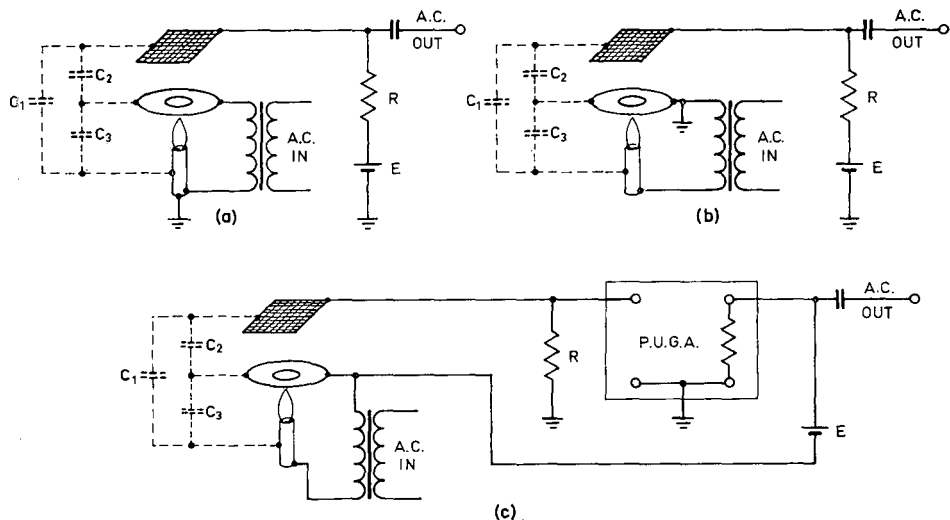 A.C.
OUT
C₁
C₂
C₃
R
A.C.
IN
E
(a)
A.C.
OUT
C₁
C₂
C₃
R
A.C.
IN
E
(b)
A.C.
OUT
C₁
C₂
C₃
R
P.U.G.A.
A.C.
IN
E
(c)